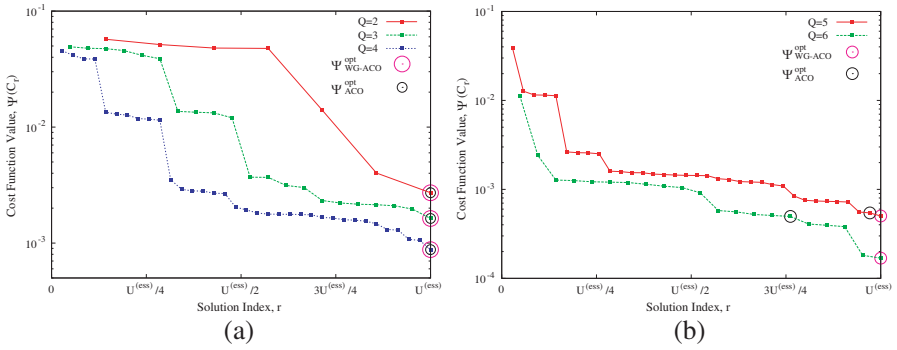 Cost Function Value, Ψ(C_r)
10^-1
10^-2
10^-3
Q=2
Q=3
Q=4
Ψ^opt_WG-ACO
Ψ^opt_ACO
0
U^(ess)/4
U^(ess)/2
3U^(ess)/4
U^(ess)
Solution Index, r
(a)
Cost Function Value, Ψ(C_r)
10^0
10^-1
10^-2
10^-3
10^-4
Q=5
Q=6
Ψ^opt_WG-ACO
Ψ^opt_ACO
0
U^(ess)/4
U^(ess)/2
3U^(ess)/4
U^(ess)
Solution Index, r
(b)